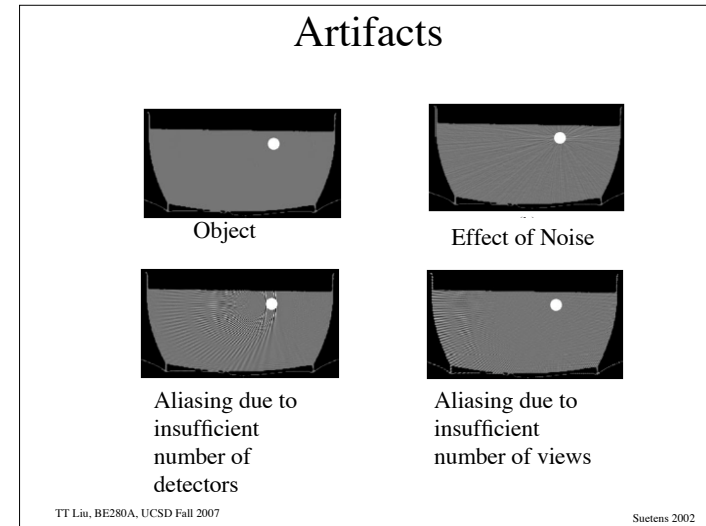 Artifacts
Object
Effect of Noise
Aliasing due to
insufficient
number of
detectors
Aliasing due to
insufficient
number of views
TT Liu, BE280A, UCSD Fall 2007
Suetens 2002